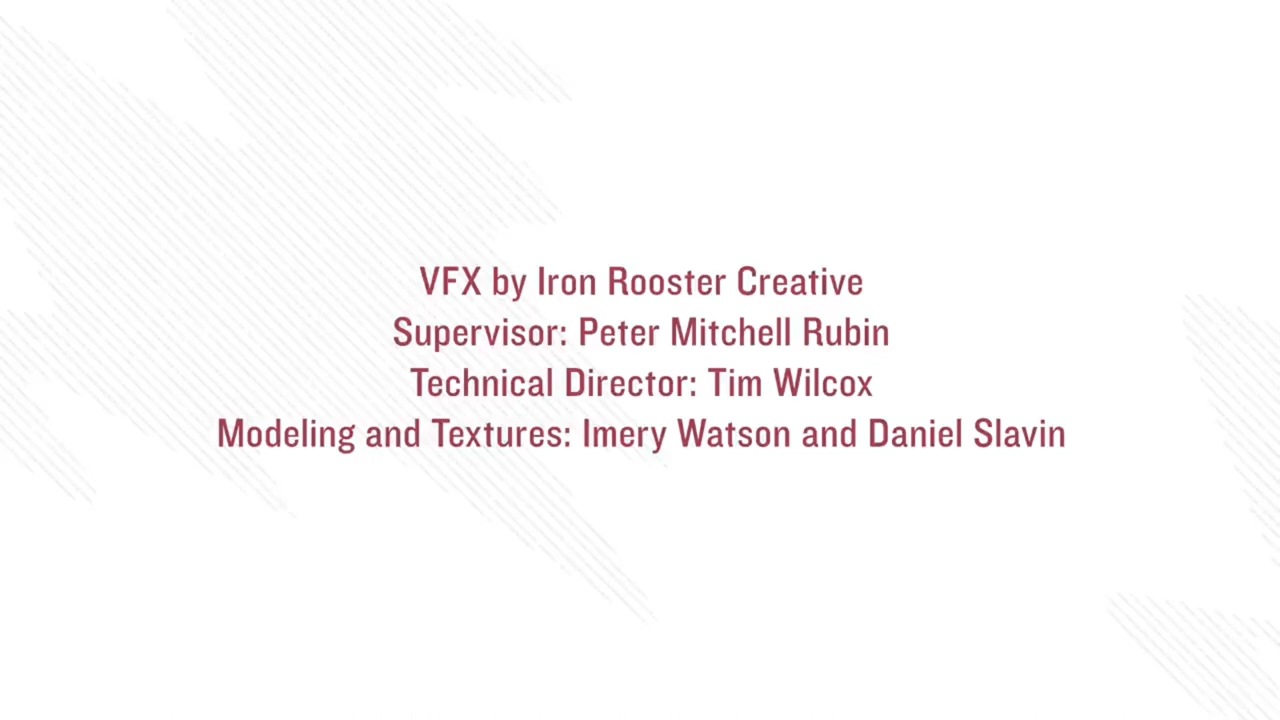 VFX by Iron Rooster Creative
Supervisor: Peter Mitchell Rubin
Technical Director: Tim Wilcox
Modeling and Textures: Imery Watson and Daniel Slavin